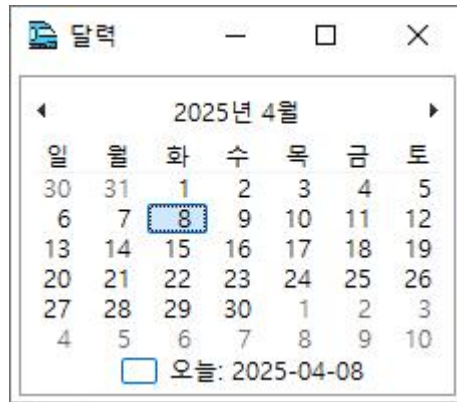 달력
2025년 4월
일 월 화 수 목 금 토
30 31 1 2 3 4 5
6 7 8 9 10 11 12
13 14 15 16 17 18 19
20 21 22 23 24 25 26
27 28 29 30 1 2 3
4 5 6 7 8 9 10
오늘: 2025-04-08